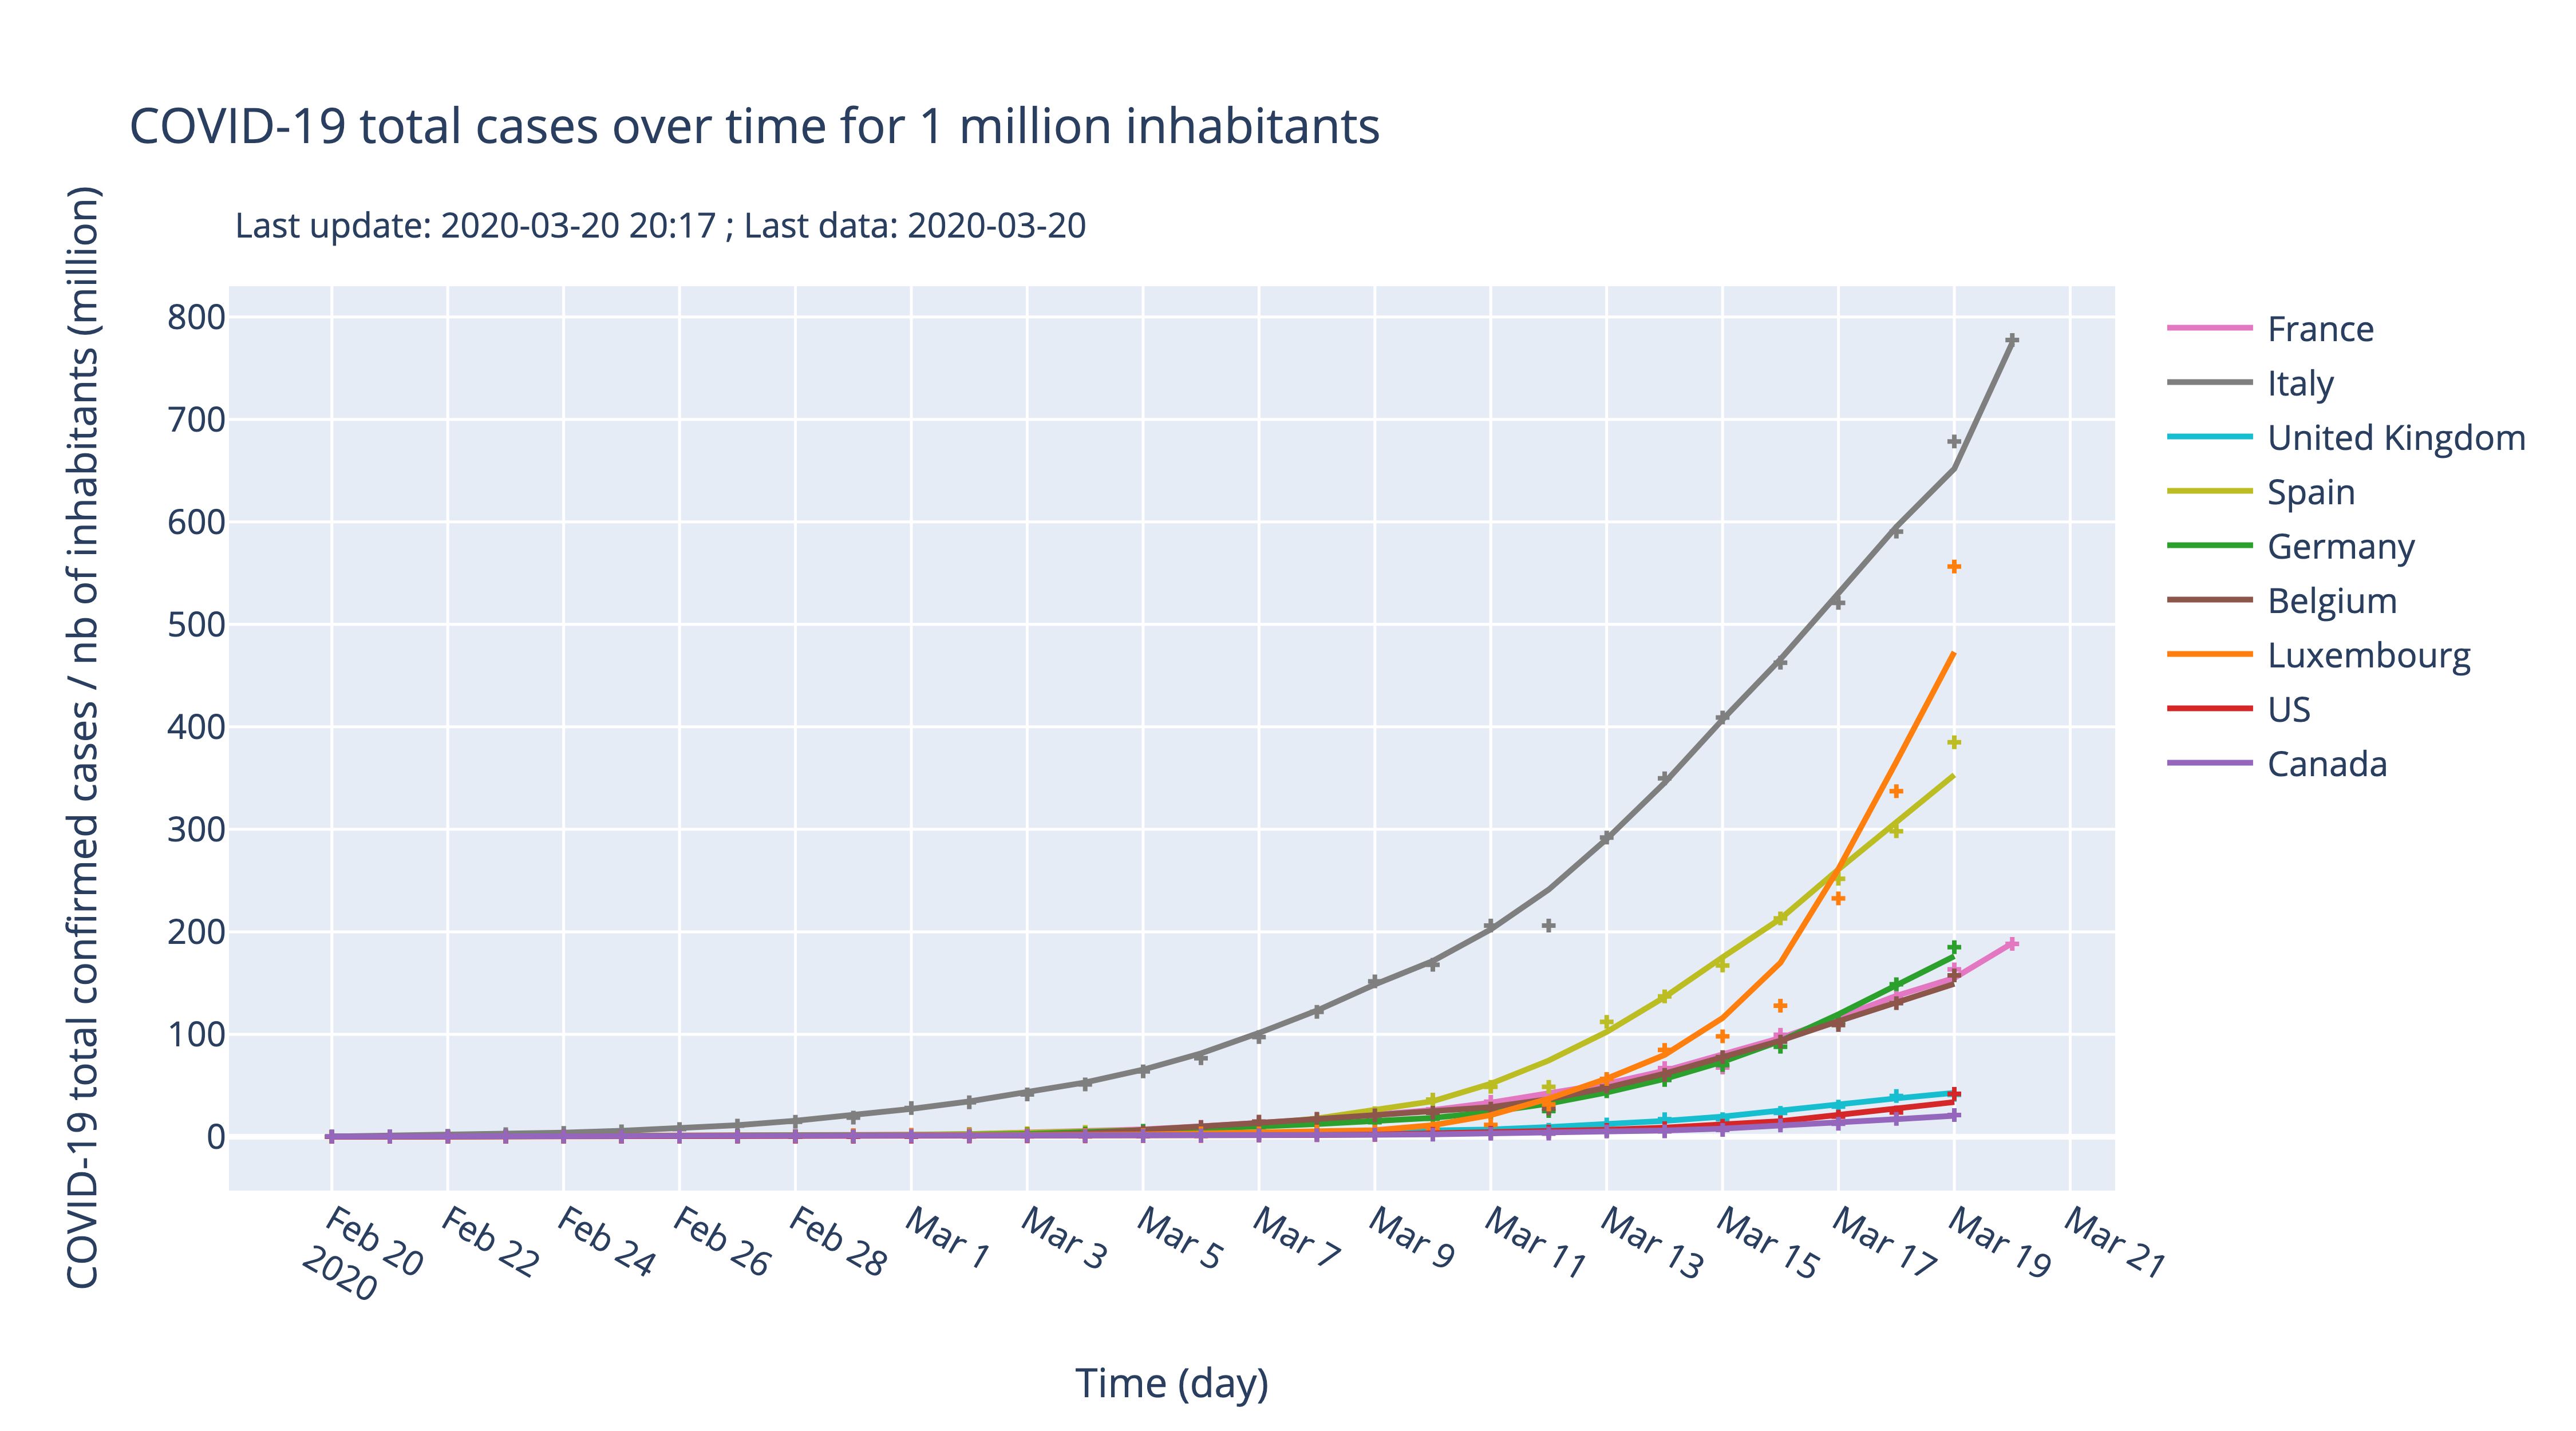 COVID-19 total cases over time for 1 million inhabitants
Last update: 2020-03-20 20:17 ; Last data: 2020-03-20
COVID-19 total confirmed cases / nb of inhabitants (million)
800
700
600
500
400
300
200
100
0
Feb 20
2020
Feb 22
Feb 24
Feb 26
Feb 28
Mar 1
Mar 3
Mar 5
Mar 7
Mar 9
Mar 11
Mar 13
Mar 15
Mar 17
Mar 19
Mar 21
Time (day)
France
Italy
United Kingdom
Spain
Germany
Belgium
Luxembourg
US
Canada